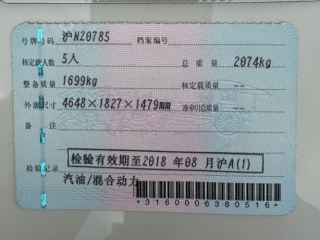 号牌号码 沪N20785 档案编号
核定载人数 5人 总质量 2074kg
整备质量 1699kg 核定载质量 --
外廓尺寸 4648×1827×1479mm 准牵引总质量 --
备注
检验有效期至2018 年08 月沪A(1)
检验记录
汽油/混合动力
*3160006380516*